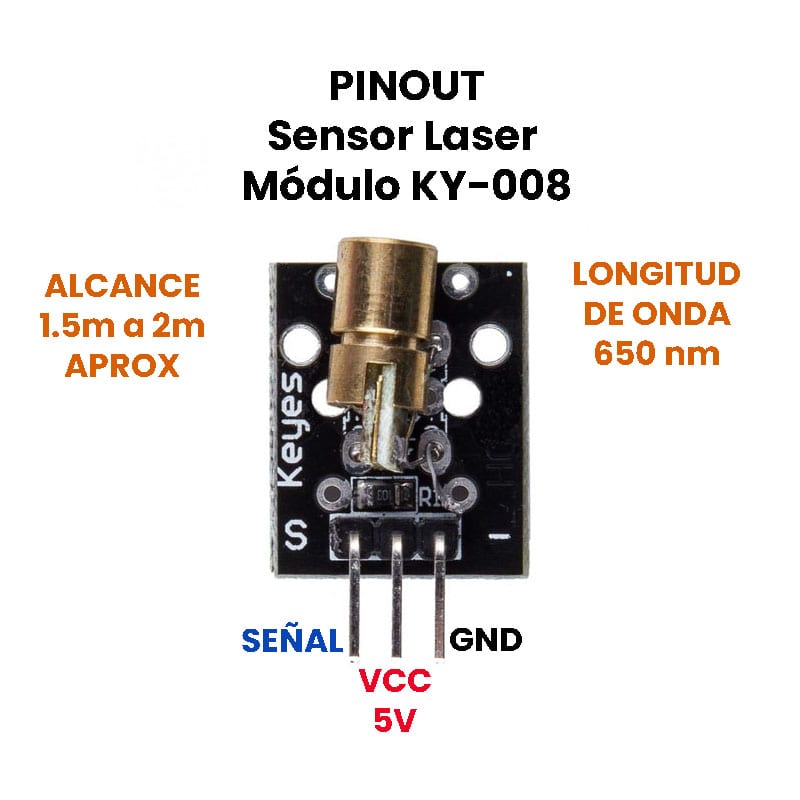 PINOUT
Sensor Laser
Módulo KY-008
ALCANCE
1.5m a 2m
APROX
LONGITUD
DE ONDA
650 nm
Keyes
S
-
SEÑAL
GND
VCC
5V